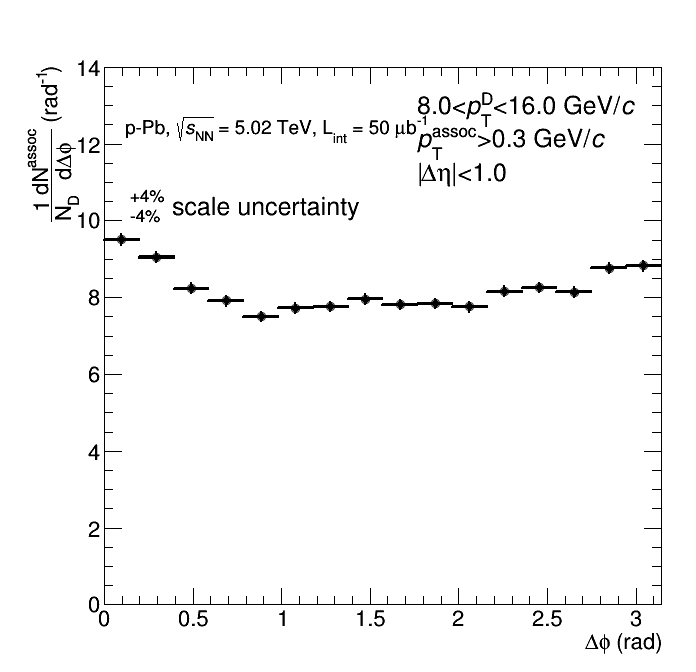 14
12
10
8
6
4
2
0
1 dN^assoc
N_D dΔϕ
(rad⁻¹)
p-Pb, √s_NN = 5.02 TeV, L_int = 50 μb⁻¹
8.0<p_T^D<16.0 GeV/c
p_T^assoc>0.3 GeV/c
|Δη|<1.0
+4%
-4%
scale uncertainty
0 0.5 1 1.5 2 2.5 3
Δϕ (rad)